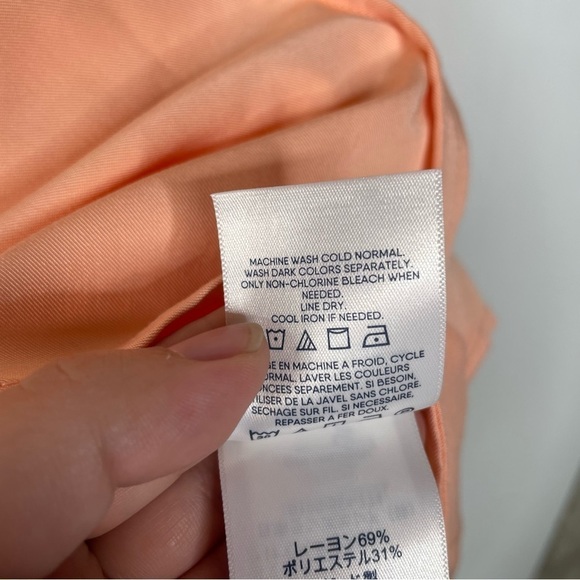 MACHINE WASH COLD NORMAL.
WASH DARK COLORS SEPARATELY.
ONLY NON-CHLORINE BLEACH WHEN
NEEDED.
LINE DRY.
COOL IRON IF NEEDED.
EN MACHINE A FROID, CYCLE
LAVER LES COULEURS
SEPAREMENT. SI BESOIN,
DE LA JAVEL SANS CHLORE.
SECHAGE SUR FIL. SI NECESSAIRE,
REPASSER A FER DOUX.
レーヨン69%
ポリエステル31%